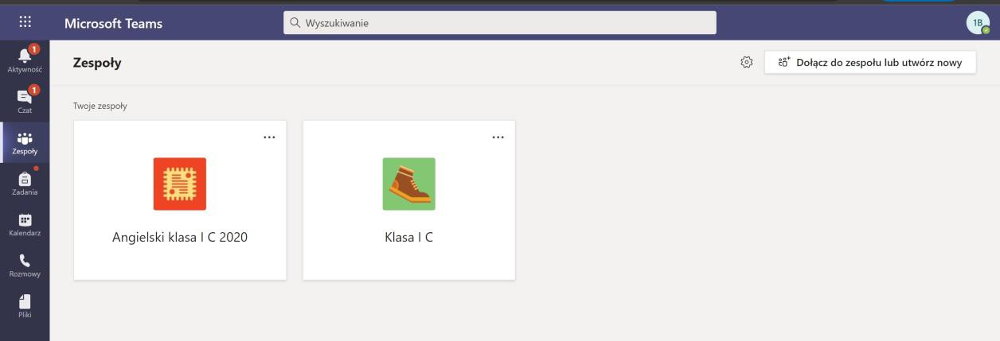 Microsoft Teams
Wyszukiwanie
1B
1
Aktywność
1
Czat
Zespoły
Zadania
Kalendarz
Rozmowy
Pliki
Zespoły
Dołącz do zespołu lub utwórz nowy
Twoje zespoły
Angielski klasa I C 2020
Klasa I C